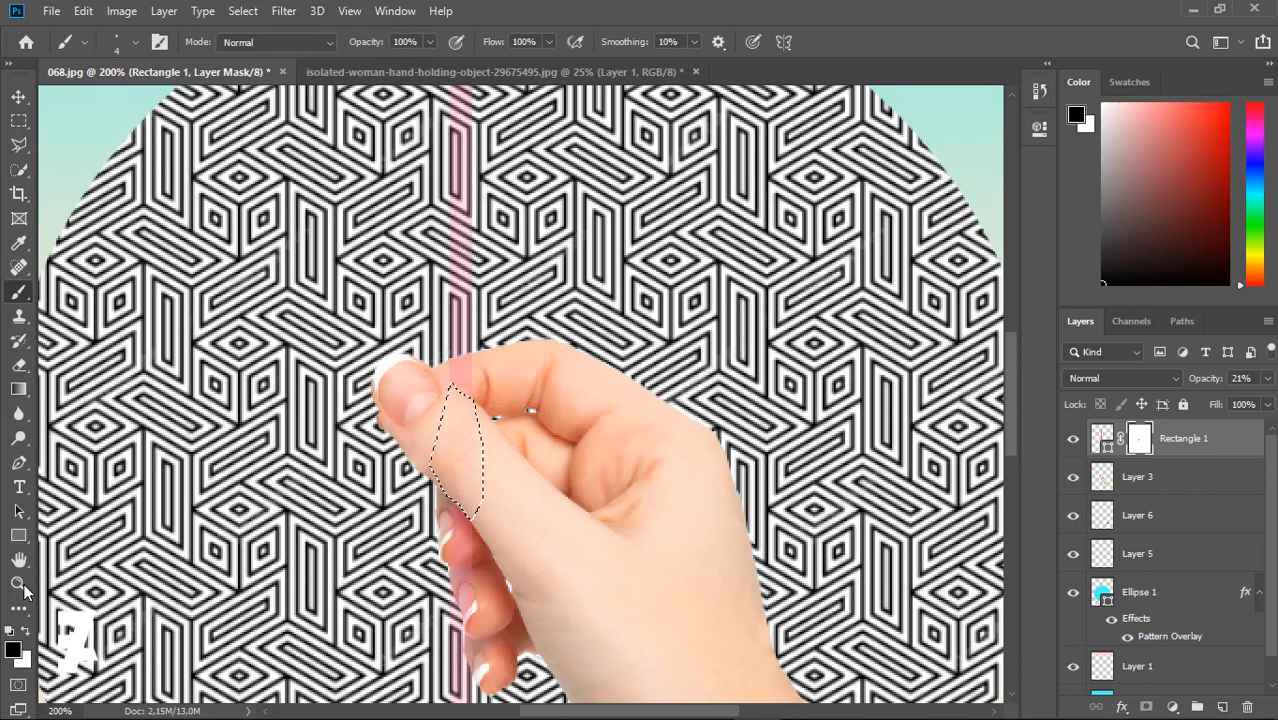 Ps File Edit Image Layer Type Select Filter 3D View Window Help
4 Mode: Normal Opacity: 100% Flow: 100% Smoothing: 10%
068.jpg @ 200% (Rectangle 1, Layer Mask/8) * × isolated-woman-hand-holding-object-29675495.jpg @ 25% (Layer 1, RGB/8) * ×
Color Swatches
Layers Channels Paths
Kind
Normal Opacity: 21%
Lock: Fill: 100%
Rectangle 1
Layer 3
Layer 6
Layer 5
Ellipse 1 fx
Effects
Pattern Overlay
Layer 1
200% Doc: 2,15M/13,0M